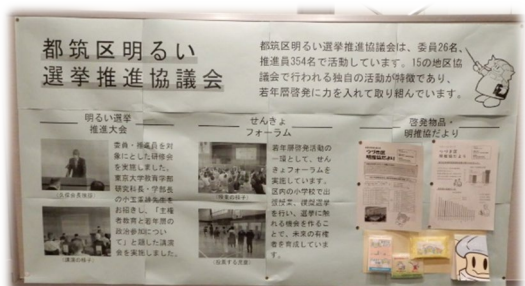 都筑区明るい
選挙推進協議会
都筑区明るい選挙推進協議会は、委員26名、
推進員354名で活動しています。15の地区協
議会で行われる独自の活動が特徴であり、
若年層啓発に力を入れて取り組んでいます。
明るい選挙
推進大会
委員・推進員を対
象にとした研修会
を実施しました。
東京大学教育学部
研究科長・学部長
の小玉重夫先生を
お招きし、「主権
者教育と若年層の
政治参加につい
て」と題した講演
会を実施しました。
せんきょ
フォーラム
若年層啓発活動の
一環として、せん
きょフォーラムを
実施しています。
区内の小学校で出
前授業、模擬選挙
を行い、選挙に触
れる機会を作るこ
とで、未来の有権
者を育成していま
す。
啓発物品・
明推協だより
つづき区
明推協だより